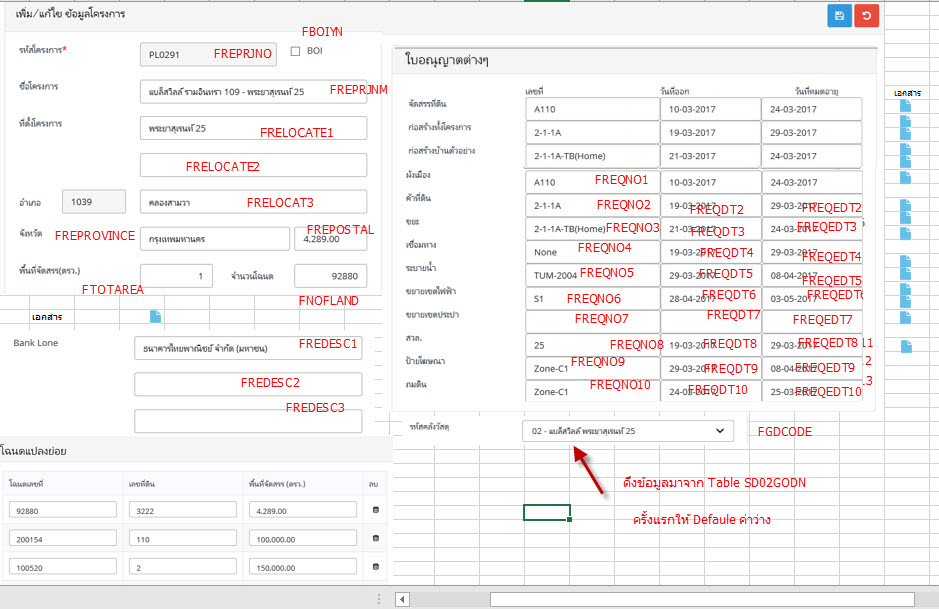 เพิ่ม/แก้ไข ข้อมูลโครงการ
FBOIYN
รหัสโครงการ* PL0291 FREPRJNO BOI
ชื่อโครงการ แบล็สวิลล์ รามอินทรา 109 - พระยาสุเรนท์ 25 FREPRJNM
ที่ตั้งโครงการ พระยาสุเรนท์ 25 FRELOCATE1
FRELOCATE2
อำเภอ 1039 คลองสามวา FRELOCAT3
จังหวัด FREPROVINCE กรุงเทพมหานคร 4,289.00 FREPOSTAL
พื้นที่จัดสรร(ตรว.) 1 จำนวนโฉนด 92880
FTOTAREA FNOFLAND
เอกสาร
Bank Lone ธนาคารไทยพาณิชย์ จำกัด (มหาชน) FREDESC1
FREDESC2
FREDESC3
โฉนดแปลงย่อย
โฉนดเลขที่ เลขที่ดิน พื้นที่จัดสรร (ตรว.) ลบ
92880 3222 4,289.00
200154 110 100,000.00
100520 2 150,000.00
ใบอณุญาตต่างๆ
เลขที่ วันที่ออก วันที่หมดอายุ เอกสาร
จัดสรรที่ดิน A110 10-03-2017 24-03-2017
ก่อสร้างทั้งโครงการ 2-1-1A 19-03-2017 29-03-2017
ก่อสร้างบ้านตัวอย่าง 2-1-1A-TB(Home) 21-03-2017 24-03-2017
ผังเมือง A110 FREQNO1 10-03-2017 24-03-2017
ค้าที่ดิน 2-1-1A FREQNO2 19-03-2017 FREQDT2 29-03-2017 FREQEDT2
ขยะ 2-1-1A-TB(Home) FREQNO3 21-03-2017 FREQDT3 24-03-2017 FREQEDT3
เชื่อมทาง None FREQNO4 19-03-2017 FREQDT4 29-03-2017 FREQEDT4
ระบายน้ำ TUM-2004 FREQNO5 29-03-2017 FREQDT5 08-04-2017 FREQEDT5
ขยายเขตไฟฟ้า S1 FREQNO6 28-04-2017 FREQDT6 03-05-2017 FREQEDT6
ขยายเขตประปา FREQNO7 FREQDT7 FREQEDT7
สวล. 25 FREQNO8 19-03-2017 FREQDT8 29-03-2017 FREQEDT8 11
ป้ายโฆษณา Zone-C1 FREQNO9 29-03-2017 FREQDT9 08-04-2017 FREQEDT9 12
ถมดิน Zone-C1 FREQNO10 24-03-2017 FREQDT10 25-03-2017 FREQEDT10 13
รหัสคลังวัสดุ 02 - แบล็สวิลล์ พระยาสุเรนท์ 25 FGDCODE
ดึงข้อมูลมาจาก Table SD02GODN
ครั้งแรกให้ Defaule ค่าว่าง